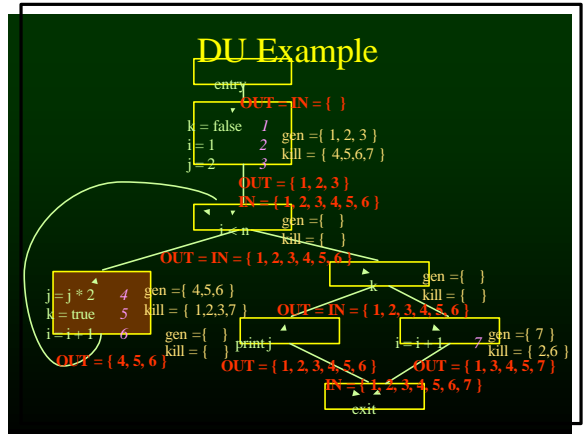 DU Example
entry
OUT = IN = { }
k = false 1
i = 1 2
j = 2 3
gen ={ 1, 2, 3 }
kill = { 4,5,6,7 }
OUT = { 1, 2, 3 }
IN = { 1, 2, 3, 4, 5, 6 }
i < n
gen ={ }
kill = { }
OUT = IN = { 1, 2, 3, 4, 5, 6 }
k
gen ={ }
kill = { }
j = j * 2 4
k = true 5
i = i + 1 6
gen ={ 4,5,6 }
kill = { 1,2,3,7 }
OUT = IN = { 1, 2, 3, 4, 5, 6 }
gen ={ }
kill = { }
print j
i = i + 1 7
gen ={ 7 }
kill = { 2,6 }
OUT = { 4, 5, 6 }
OUT = { 1, 2, 3, 4, 5, 6 }
OUT = { 1, 3, 4, 5, 7 }
IN = { 1, 2, 3, 4, 5, 6, 7 }
exit